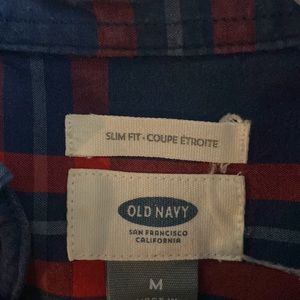 SLIM FIT • COUPE ÉTROITE
OLD NAVY
SAN FRANCISCO
CALIFORNIA
M